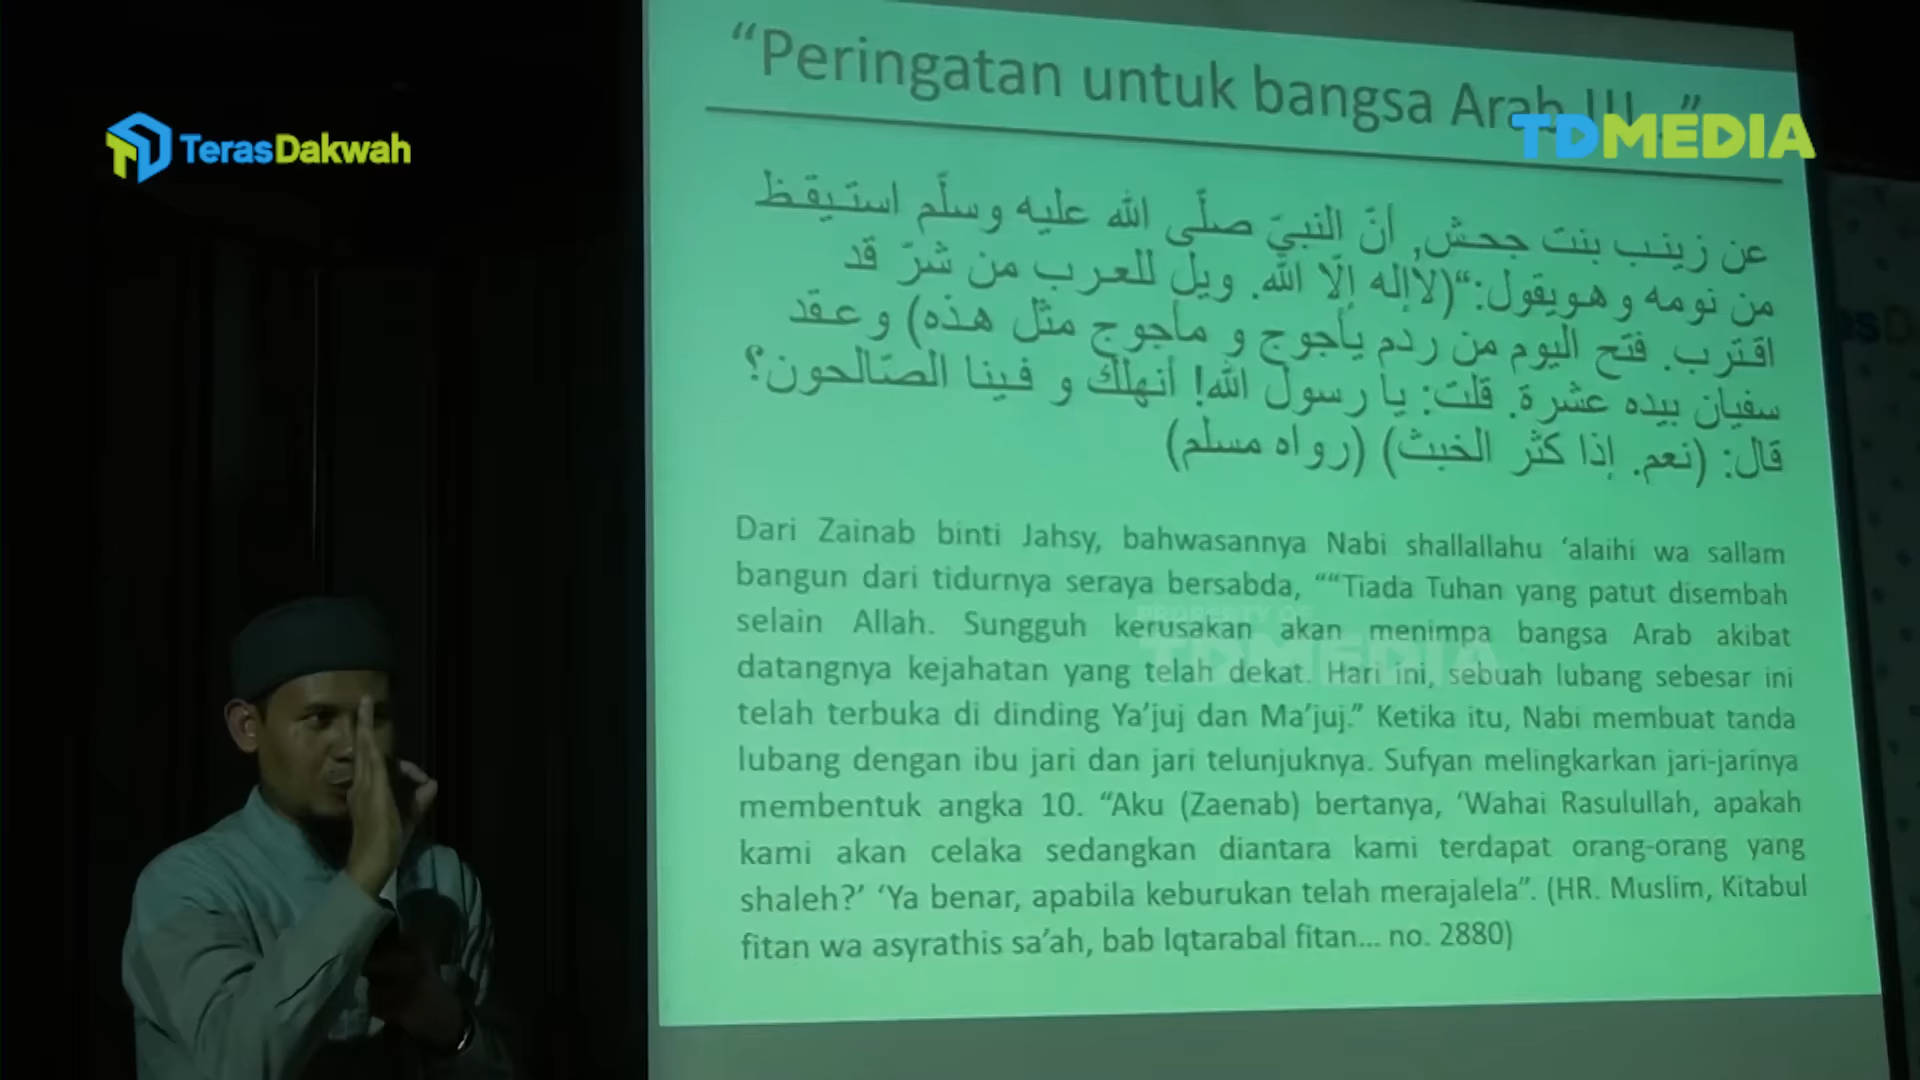 “Peringatan untuk bangsa Arab !!!...”
TerasDakwah
TDMEDIA
عن زينب بنت جحش, أنّ النبيّ صلّى الله عليه وسلّم استيقظ
من نومه وهويقول:“(لاإله إلّا الله. ويل للعرب من شرّ قد
اقترب. فتح اليوم من ردم يأجوج و مأجوج مثل هذه) وعقد
سفيان بيده عشرة. قلت: يا رسول الله! أنهلك و فينا الصّالحون؟
قال: (نعم. إذا كثر الخبث) (رواه مسلم)
Dari Zainab binti Jahsy, bahwasannya Nabi shallallahu ‘alaihi wa sallam
bangun dari tidurnya seraya bersabda, ““Tiada Tuhan yang patut disembah
selain Allah. Sungguh kerusakan akan menimpa bangsa Arab akibat
datangnya kejahatan yang telah dekat. Hari ini, sebuah lubang sebesar ini
telah terbuka di dinding Ya’juj dan Ma’juj.” Ketika itu, Nabi membuat tanda
lubang dengan ibu jari dan jari telunjuknya. Sufyan melingkarkan jari-jarinya
membentuk angka 10. “Aku (Zaenab) bertanya, ‘Wahai Rasulullah, apakah
kami akan celaka sedangkan diantara kami terdapat orang-orang yang
shaleh?’ ‘Ya benar, apabila keburukan telah merajalela”. (HR. Muslim, Kitabul
fitan wa asyrathis sa’ah, bab Iqtarabal fitan... no. 2880)
PROPERTY OF
TDMEDIA